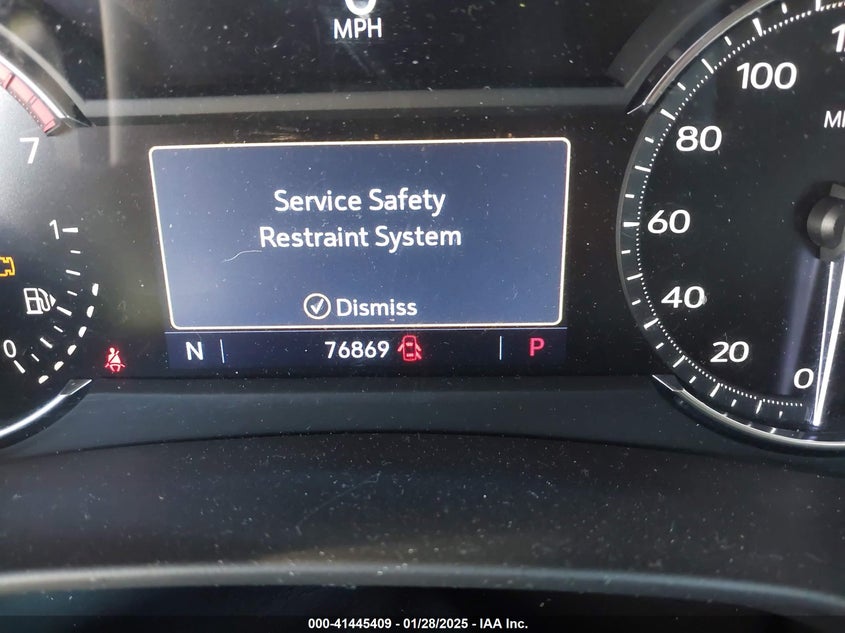 MPH
100
80
60
40
20
0
7
1
0
Service Safety
Restraint System
Dismiss
N 76869 P
000-41445409 - 01/28/2025 - IAA Inc.